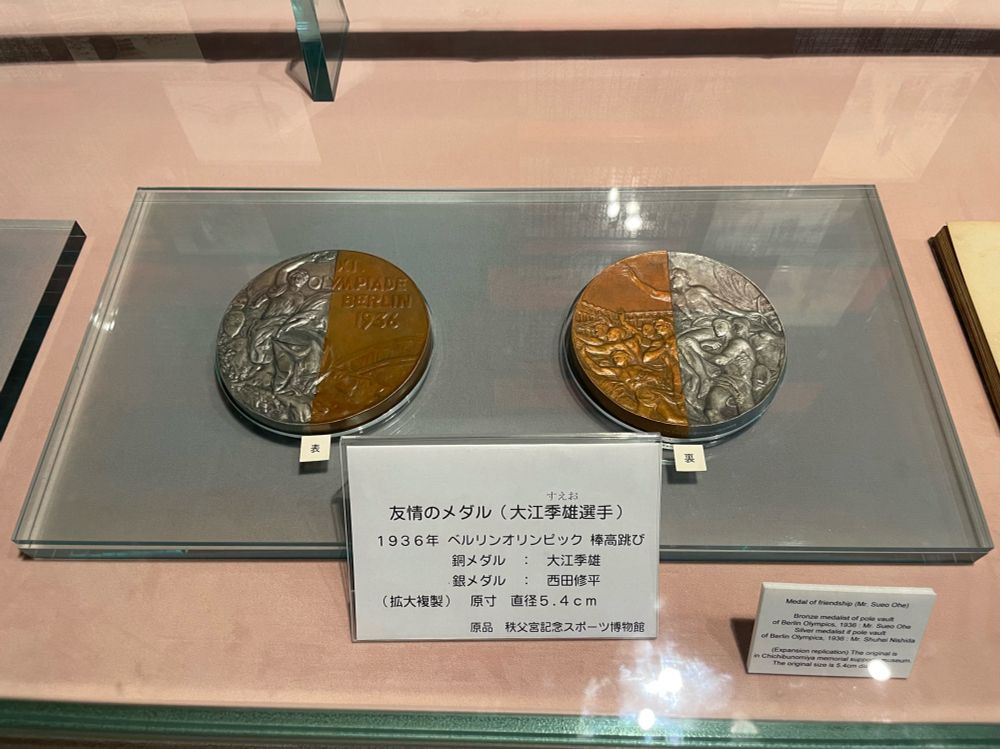 XI.
OLYMPIADE
BERLIN
1936
表
裏
すえお
友情のメダル（大江季雄選手）
１９３６年 ベルリンオリンピック 棒高跳び
銅メダル ： 大江季雄
銀メダル ： 西田修平
（拡大複製） 原寸 直径５.４ｃｍ
原品 秩父宮記念スポーツ博物館
Medal of friendship (Mr. Sueo Ohe)
Bronze medalist of pole vault
of Berlin Olympics, 1936 : Mr. Sueo Ohe
Silver medalist if pole vault
of Berlin Olympics, 1936 : Mr. Shuhei Nishida
(Expansion replication) The original is
in Chichibunomiya memorial support museum.
The original size is 5.4cm